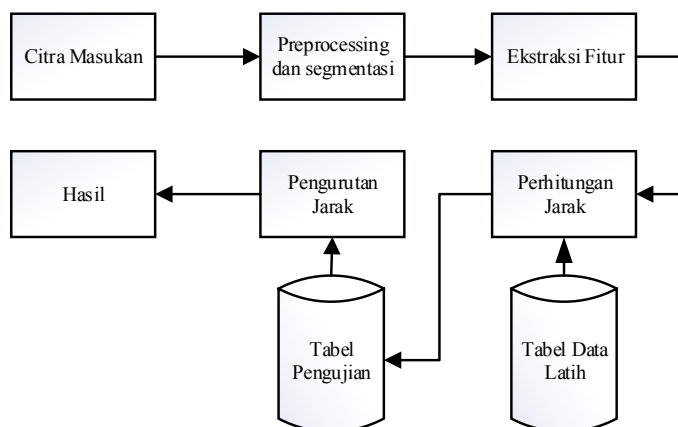 Citra Masukan
Preprocessing
dan segmentasi
Ekstraksi Fitur
Hasil
Pengurutan
Jarak
Perhitungan
Jarak
Tabel
Pengujian
Tabel Data
Latih